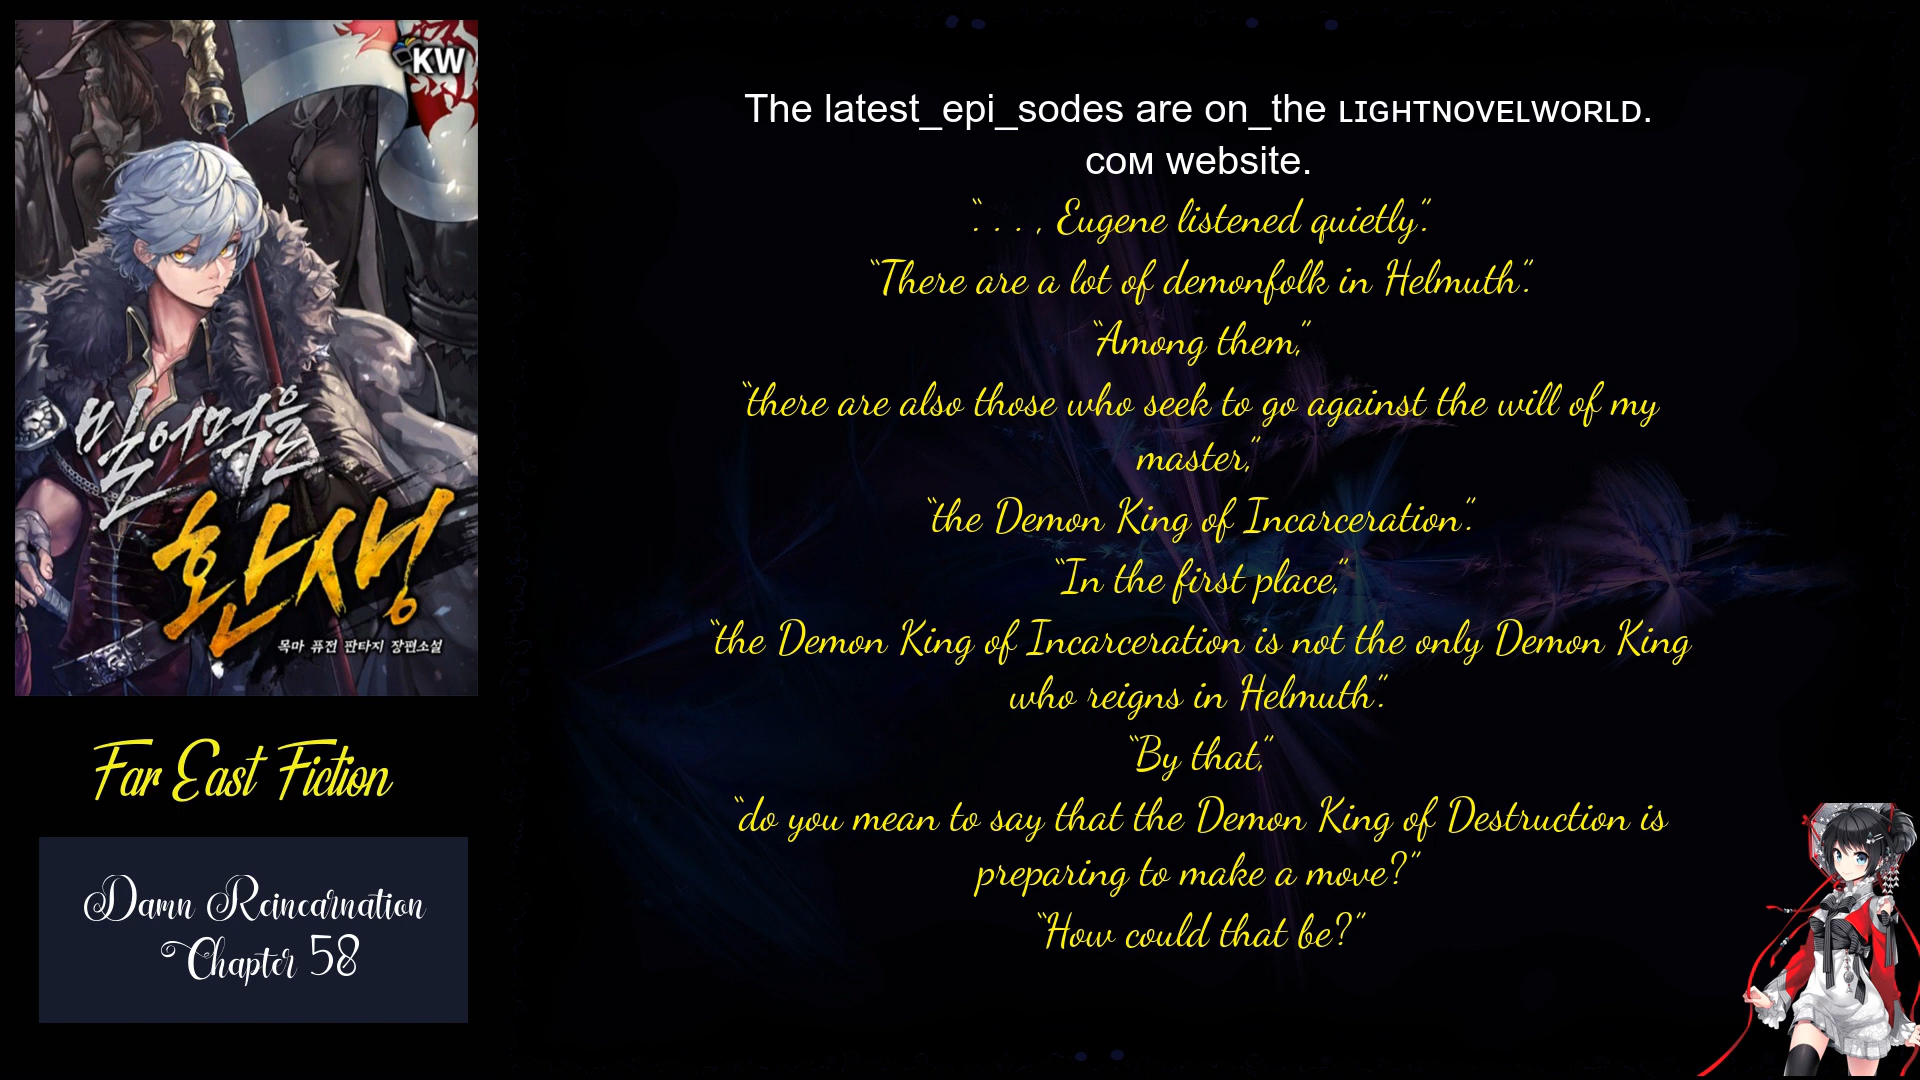 KW
빌어먹을
환생
목마 퓨전 판타지 장편소설
Far East Fiction
Damn Reincarnation
Chapter 58
The latest_epi_sodes are on_the ʟɪɢʜᴛɴᴏᴠᴇʟᴡᴏʀʟᴅ.
ᴄᴏᴍ website.
“. . . , Eugene listened quietly.”
“There are a lot of demonfolk in Helmuth.”
“Among them,”
“there are also those who seek to go against the will of my
master,”
“the Demon King of Incarceration.”
“In the first place,”
“the Demon King of Incarceration is not the only Demon King
who reigns in Helmuth.”
“By that,”
“do you mean to say that the Demon King of Destruction is
preparing to make a move?”
“How could that be?”